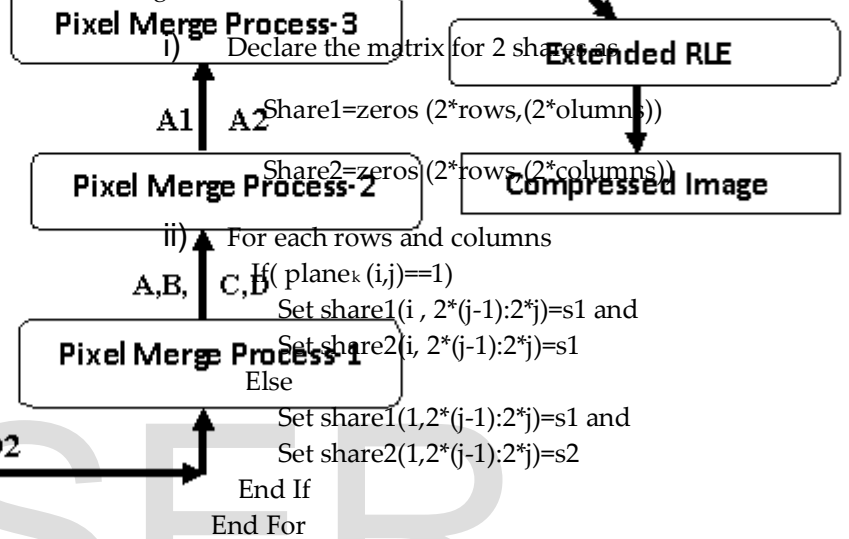 Pixel Merge Process-3
i) Declare the matrix for 2 shares as
Extended RLE
A1 A2
Share1=zeros (2*rows,(2*olumns))
Share2=zeros (2*rows,(2*columns))
Pixel Merge Process-2
Compressed Image
ii) For each rows and columns
A,B, C,D
If( planek (i,j)==1)
Set share1(i , 2*(j-1):2*j)=s1 and
Set share2(i, 2*(j-1):2*j)=s1
Pixel Merge Process-1
Else
Set share1(1,2*(j-1):2*j)=s1 and
Set share2(1,2*(j-1):2*j)=s2
End If
End For